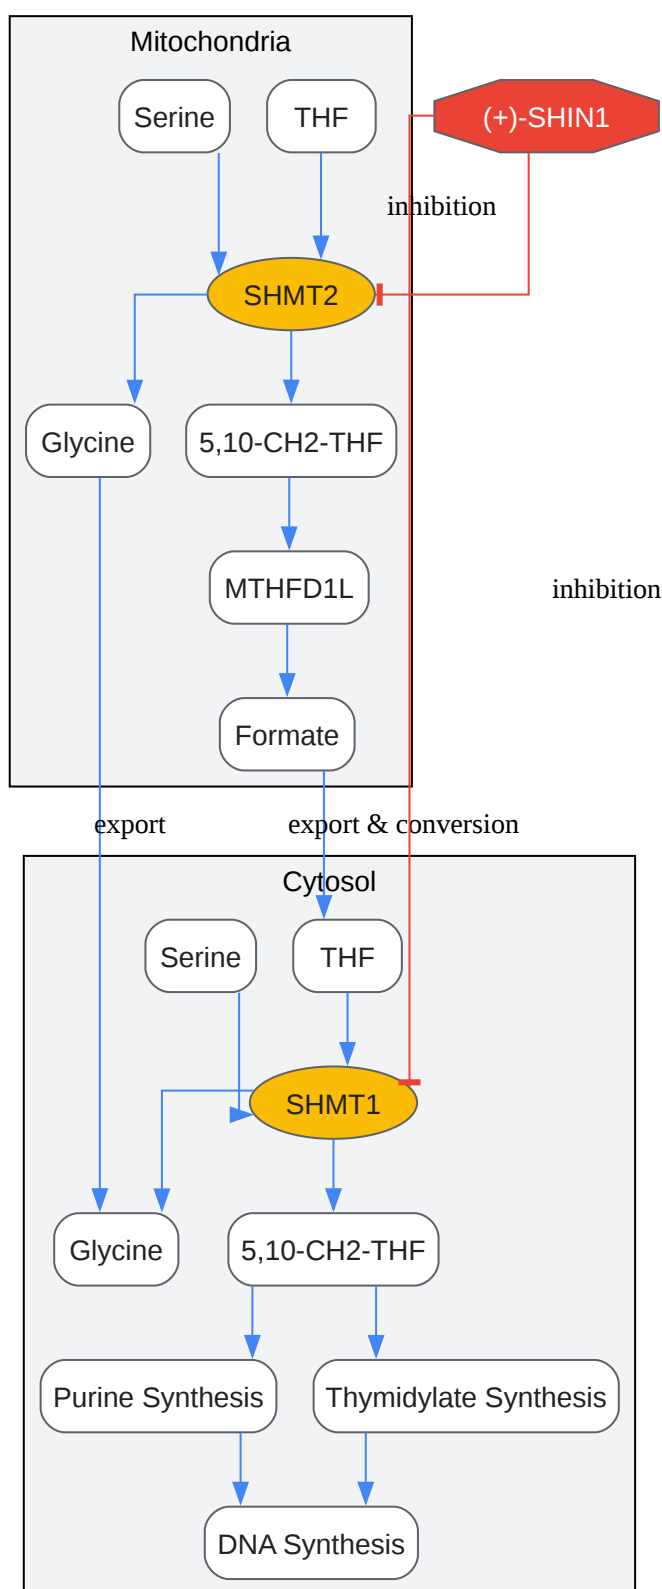 Mitochondria
Serine
THF
(+)-SHIN1
inhibition
SHMT2
Glycine
5,10-CH2-THF
MTHFD1L
inhibition
Formate
export
export & conversion
Cytosol
Serine
THF
SHMT1
Glycine
5,10-CH2-THF
Purine Synthesis
Thymidylate Synthesis
DNA Synthesis